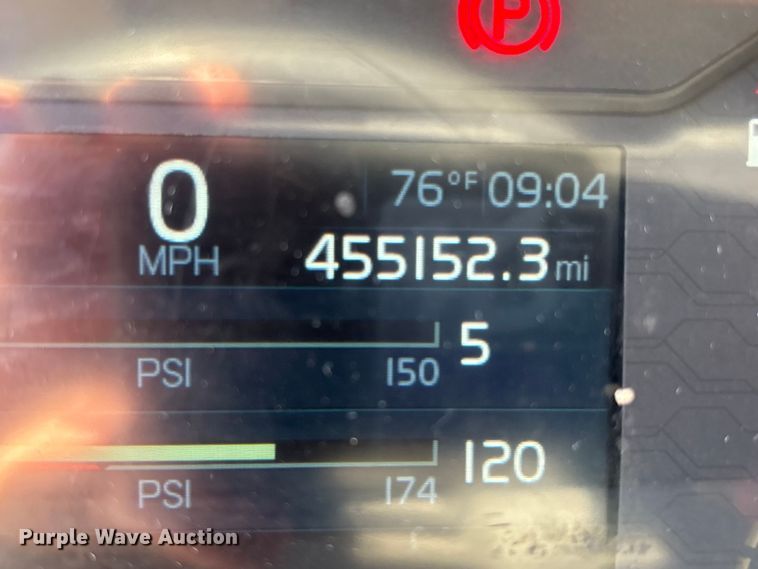 P
0 76°F 09:04
MPH 455152.3 mi
5
PSI 150
120
PSI 174
Purple Wave Auction